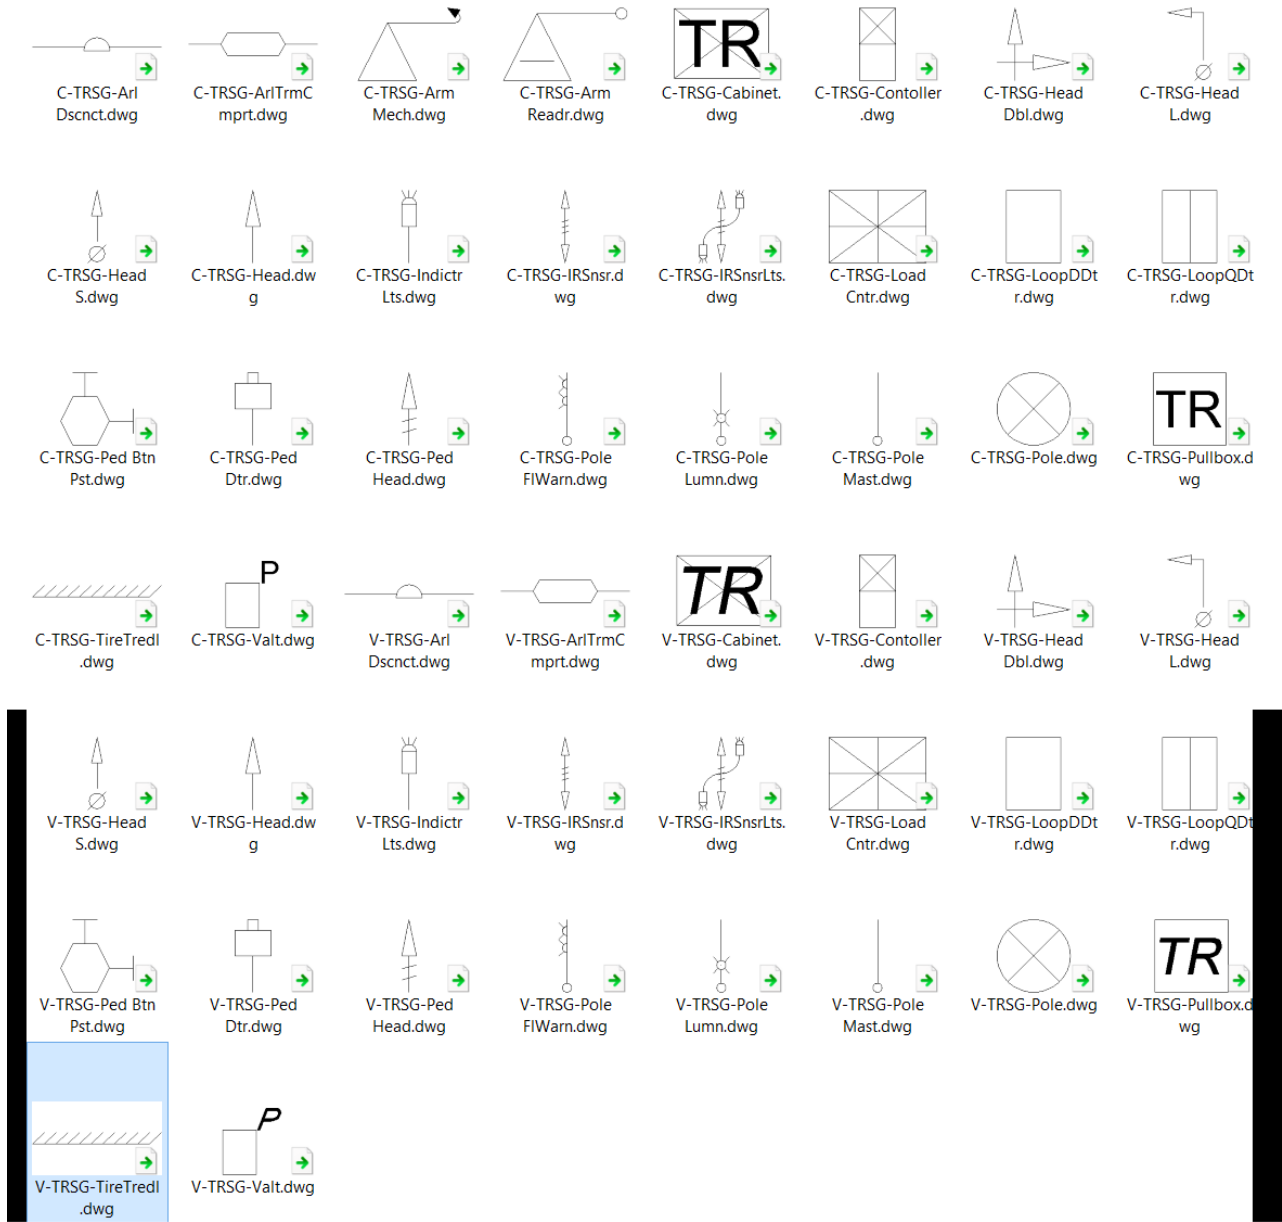 TR
C-TRSG-Arl
Dscnct.dwg
C-TRSG-ArlTrmC
mprt.dwg
C-TRSG-Arm
Mech.dwg
C-TRSG-Arm
Readr.dwg
C-TRSG-Cabinet.
dwg
C-TRSG-Contoller
.dwg
C-TRSG-Head
Dbl.dwg
C-TRSG-Head
L.dwg
C-TRSG-Head
S.dwg
C-TRSG-Head.dw
g
C-TRSG-Indictr
Lts.dwg
C-TRSG-IRSnsr.d
wg
C-TRSG-IRSnsrLts.
dwg
C-TRSG-Load
Cntr.dwg
C-TRSG-LoopDDt
r.dwg
C-TRSG-LoopQDt
r.dwg
TR
C-TRSG-Ped Btn
Pst.dwg
C-TRSG-Ped
Dtr.dwg
C-TRSG-Ped
Head.dwg
C-TRSG-Pole
FlWarn.dwg
C-TRSG-Pole
Lumn.dwg
C-TRSG-Pole
Mast.dwg
C-TRSG-Pole.dwg
C-TRSG-Pullbox.d
wg
P
TR
C-TRSG-TireTredl
.dwg
C-TRSG-Valt.dwg
V-TRSG-Arl
Dscnct.dwg
V-TRSG-ArlTrmC
mprt.dwg
V-TRSG-Cabinet.
dwg
V-TRSG-Contoller
.dwg
V-TRSG-Head
Dbl.dwg
V-TRSG-Head
L.dwg
V-TRSG-Head
S.dwg
V-TRSG-Head.dw
g
V-TRSG-Indictr
Lts.dwg
V-TRSG-IRSnsr.d
wg
V-TRSG-IRSnsrLts.
dwg
V-TRSG-Load
Cntr.dwg
V-TRSG-LoopDDt
r.dwg
V-TRSG-LoopQDt
r.dwg
TR
V-TRSG-Ped Btn
Pst.dwg
V-TRSG-Ped
Dtr.dwg
V-TRSG-Ped
Head.dwg
V-TRSG-Pole
FlWarn.dwg
V-TRSG-Pole
Lumn.dwg
V-TRSG-Pole
Mast.dwg
V-TRSG-Pole.dwg
V-TRSG-Pullbox.d
wg
P
V-TRSG-TireTredl
.dwg
V-TRSG-Valt.dwg